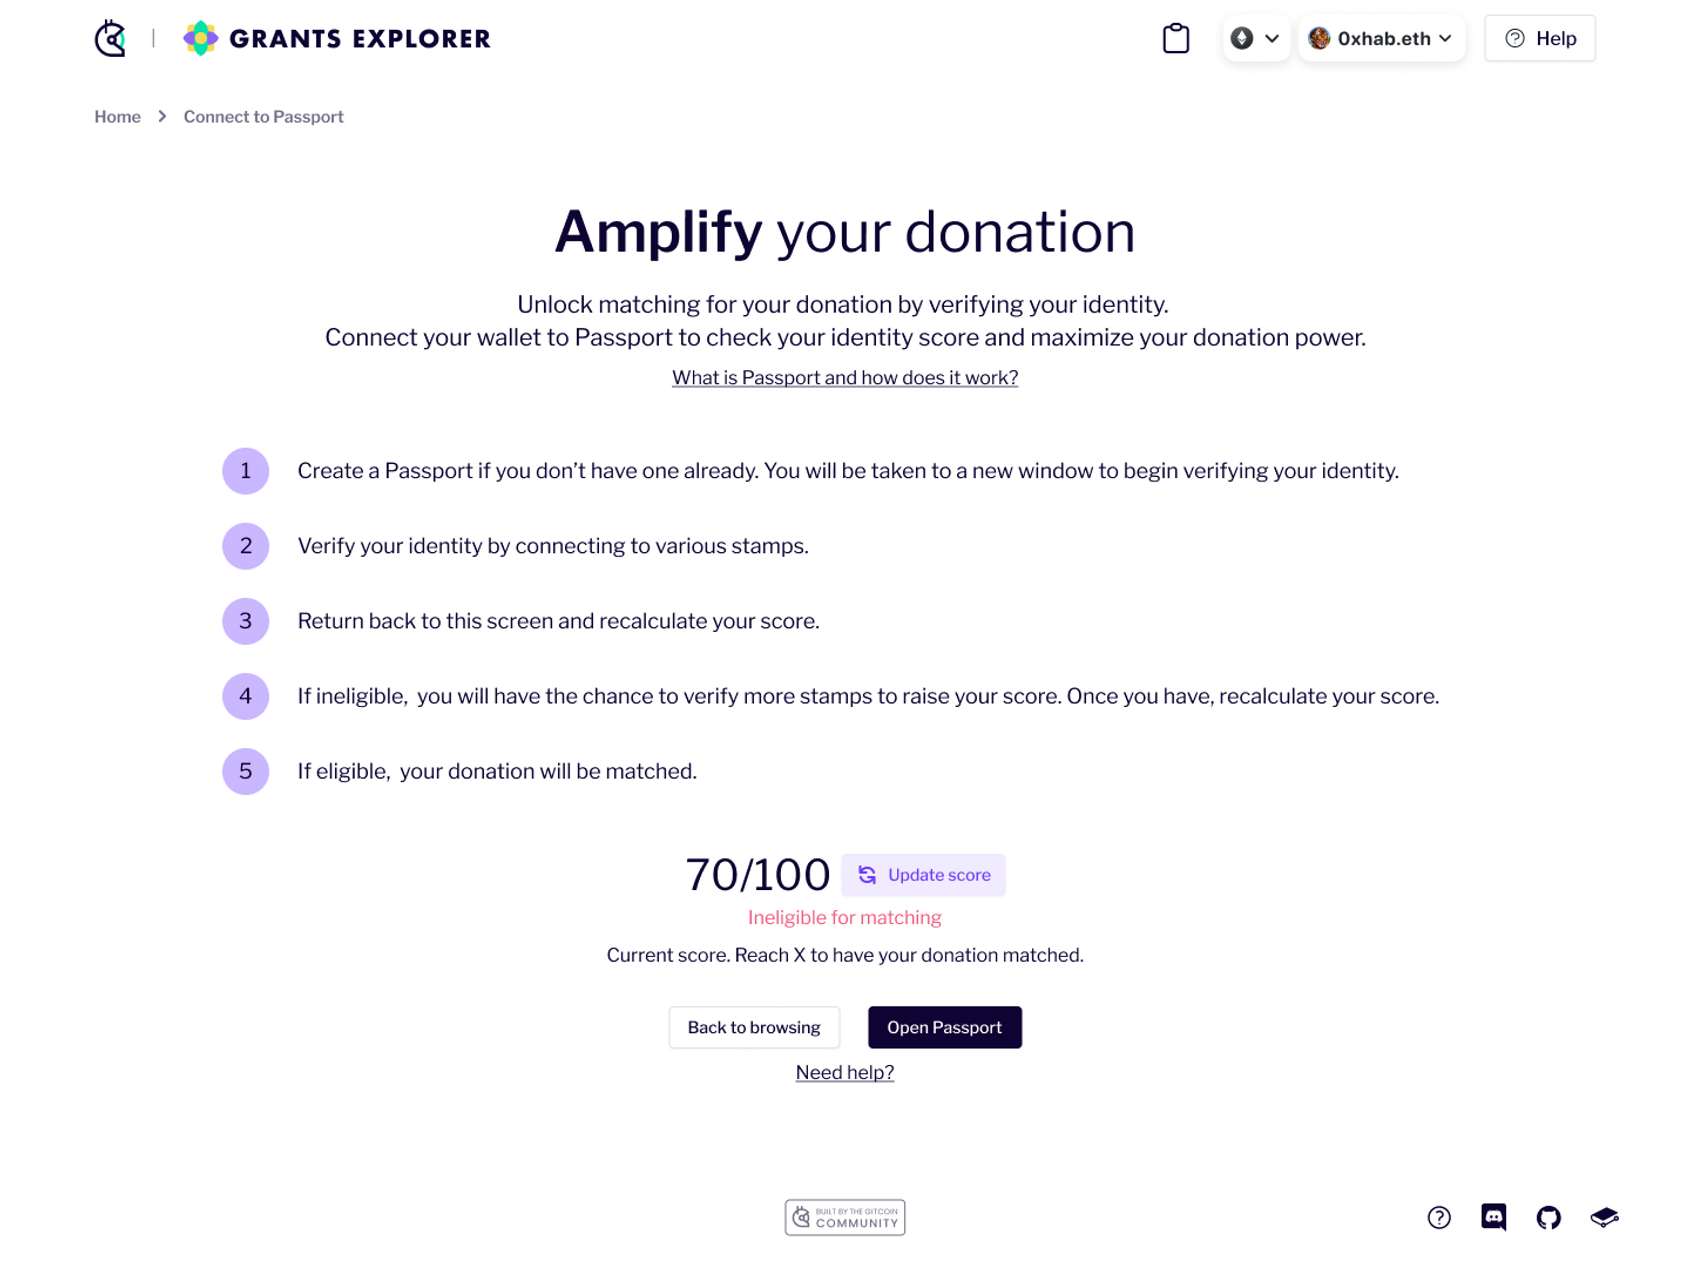 GRANTS EXPLORER
0xhab.eth
Help
Home
Connect to Passport
Amplify your donation
Unlock matching for your donation by verifying your identity.
Connect your wallet to Passport to check your identity score and maximize your donation power.
What is Passport and how does it work?
1 Create a Passport if you don’t have one already. You will be taken to a new window to begin verifying your identity.
2 Verify your identity by connecting to various stamps.
3 Return back to this screen and recalculate your score.
4 If ineligible,  you will have the chance to verify more stamps to raise your score. Once you have, recalculate your score.
5 If eligible,  your donation will be matched.
70/100 Update score
Ineligible for matching
Current score. Reach X to have your donation matched.
Back to browsing
Open Passport
Need help?
BUILT BY THE GITCOIN
COMMUNITY